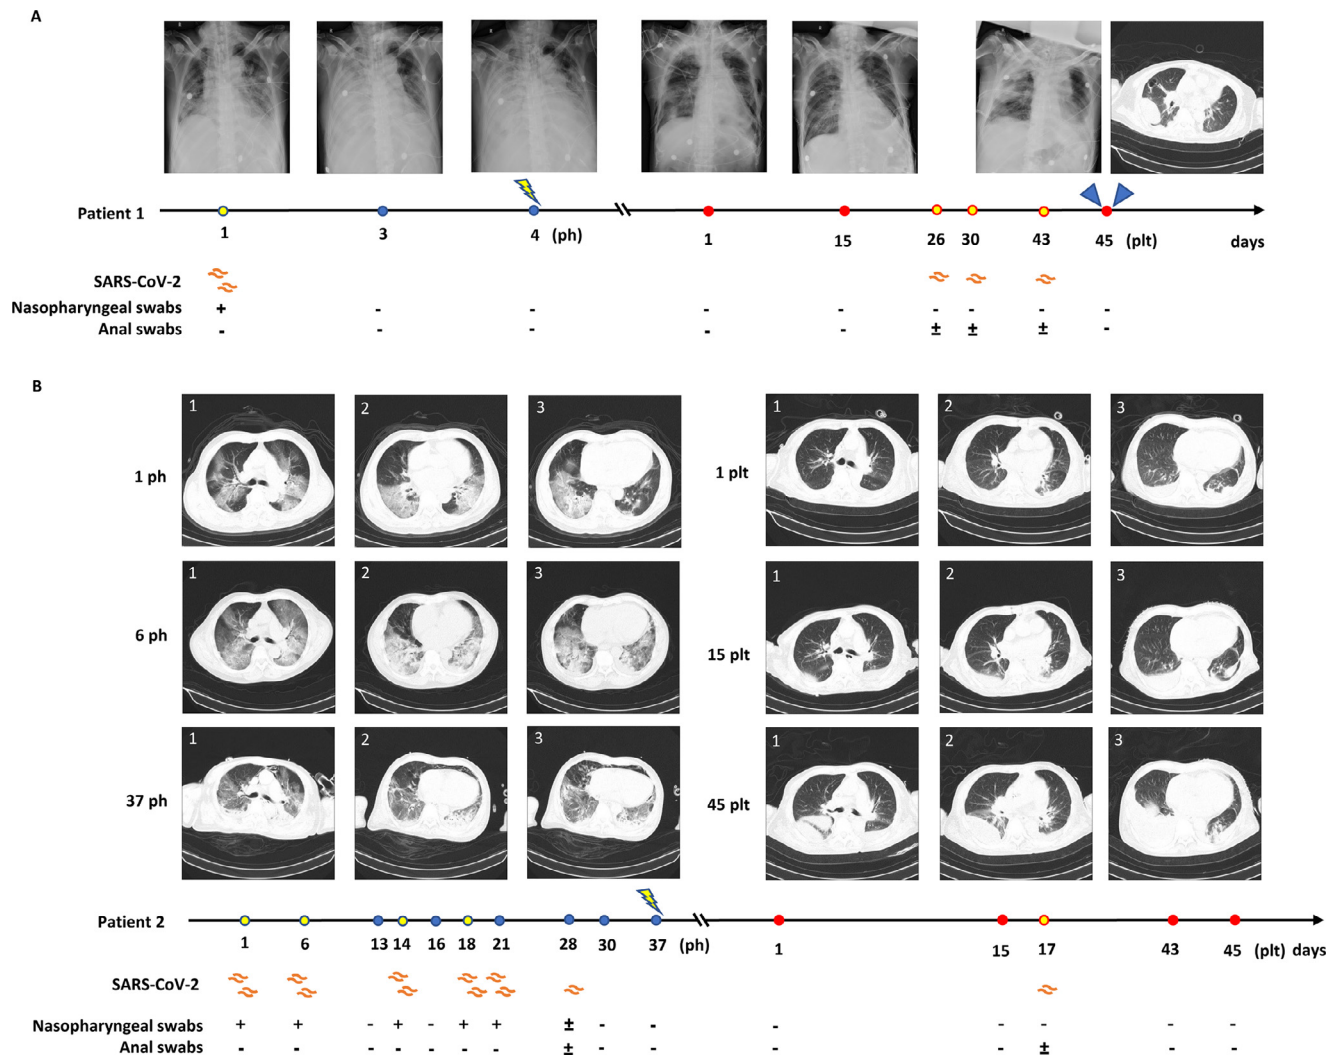 A
Patient 1
1 3 4 (ph) 1 15 26 30 43 45 (plt) days
SARS-CoV-2
Nasopharyngeal swabs + - - - - - - - -
Anal swabs - - - - - ± ± ± -
B
1 2 3 1 2 3
1 ph 1 plt
1 2 3 1 2 3
6 ph 15 plt
1 2 3 1 2 3
37 ph 45 plt
Patient 2
1 6 13 14 16 18 21 28 30 37 (ph) 1 15 17 43 45 (plt) days
SARS-CoV-2
Nasopharyngeal swabs + + - + - + + ± - - - - - - -
Anal swabs - - - - - - - ± - - - - ± - -